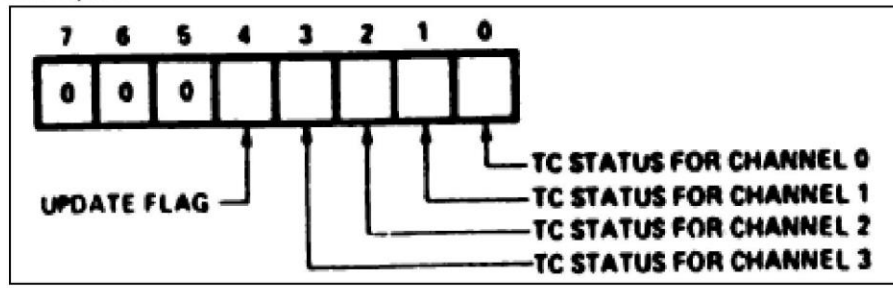 7 6 5 4 3 2 1 0
0 0 0
TC STATUS FOR CHANNEL 0
UPDATE FLAG
TC STATUS FOR CHANNEL 1
TC STATUS FOR CHANNEL 2
TC STATUS FOR CHANNEL 3